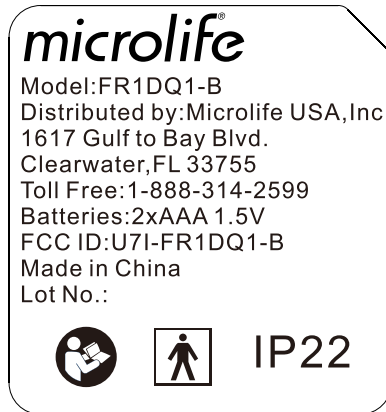 microlife®
Model:FR1DQ1-B
Distributed by:Microlife USA,Inc
1617 Gulf to Bay Blvd.
Clearwater,FL 33755
Toll Free:1-888-314-2599
Batteries:2xAAA 1.5V
FCC ID:U7I-FR1DQ1-B
Made in China
Lot No.:
IP22